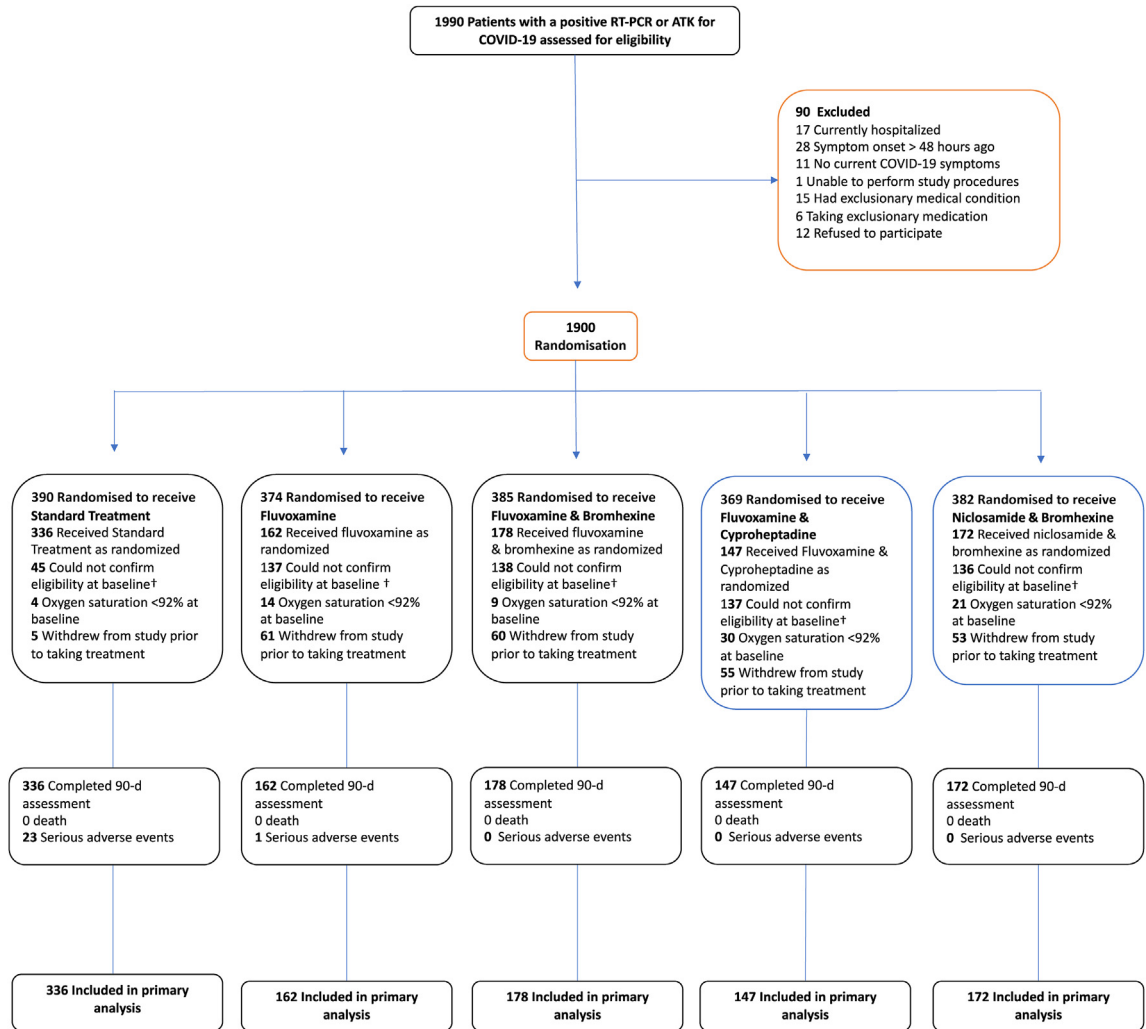 1990 Patients with a positive RT-PCR or ATK for
COVID-19 assessed for eligibility
90 Excluded
17 Currently hospitalized
28 Symptom onset > 48 hours ago
11 No current COVID-19 symptoms
1 Unable to perform study procedures
15 Had exclusionary medical condition
6 Taking exclusionary medication
12 Refused to participate
1900
Randomisation
390 Randomised to receive
Standard Treatment
336 Received Standard
Treatment as randomized
45 Could not confirm
eligibility at baseline†
4 Oxygen saturation <92% at
baseline
5 Withdrew from study prior
to taking treatment
374 Randomised to receive
Fluvoxamine
162 Received fluvoxamine as
randomized
137 Could not confirm
eligibility at baseline †
14 Oxygen saturation <92% at
baseline
61 Withdrew from study
prior to taking treatment
385 Randomised to receive
Fluvoxamine & Bromhexine
178 Received fluvoxamine
& bromhexine as randomized
138 Could not confirm
eligibility at baseline†
9 Oxygen saturation <92% at
baseline
60 Withdrew from study
prior to taking treatment
369 Randomised to receive
Fluvoxamine &
Cyproheptadine
147 Received Fluvoxamine &
Cyproheptadine as
randomized
137 Could not confirm
eligibility at baseline†
30 Oxygen saturation <92%
at baseline
55 Withdrew from study
prior to taking treatment
382 Randomised to receive
Niclosamide & Bromhexine
172 Received niclosamide &
bromhexine as randomized
136 Could not confirm
eligibility at baseline†
21 Oxygen saturation <92%
at baseline
53 Withdrew from study
prior to taking treatment
336 Completed 90-d
assessment
0 death
23 Serious adverse events
162 Completed 90-d
assessment
0 death
1 Serious adverse events
178 Completed 90-d
assessment
0 death
0 Serious adverse events
147 Completed 90-d
assessment
0 death
0 Serious adverse events
172 Completed 90-d
assessment
0 death
0 Serious adverse events
336 Included in primary
analysis
162 Included in primary
analysis
178 Included in primary
analysis
147 Included in primary
analysis
172 Included in primary
analysis